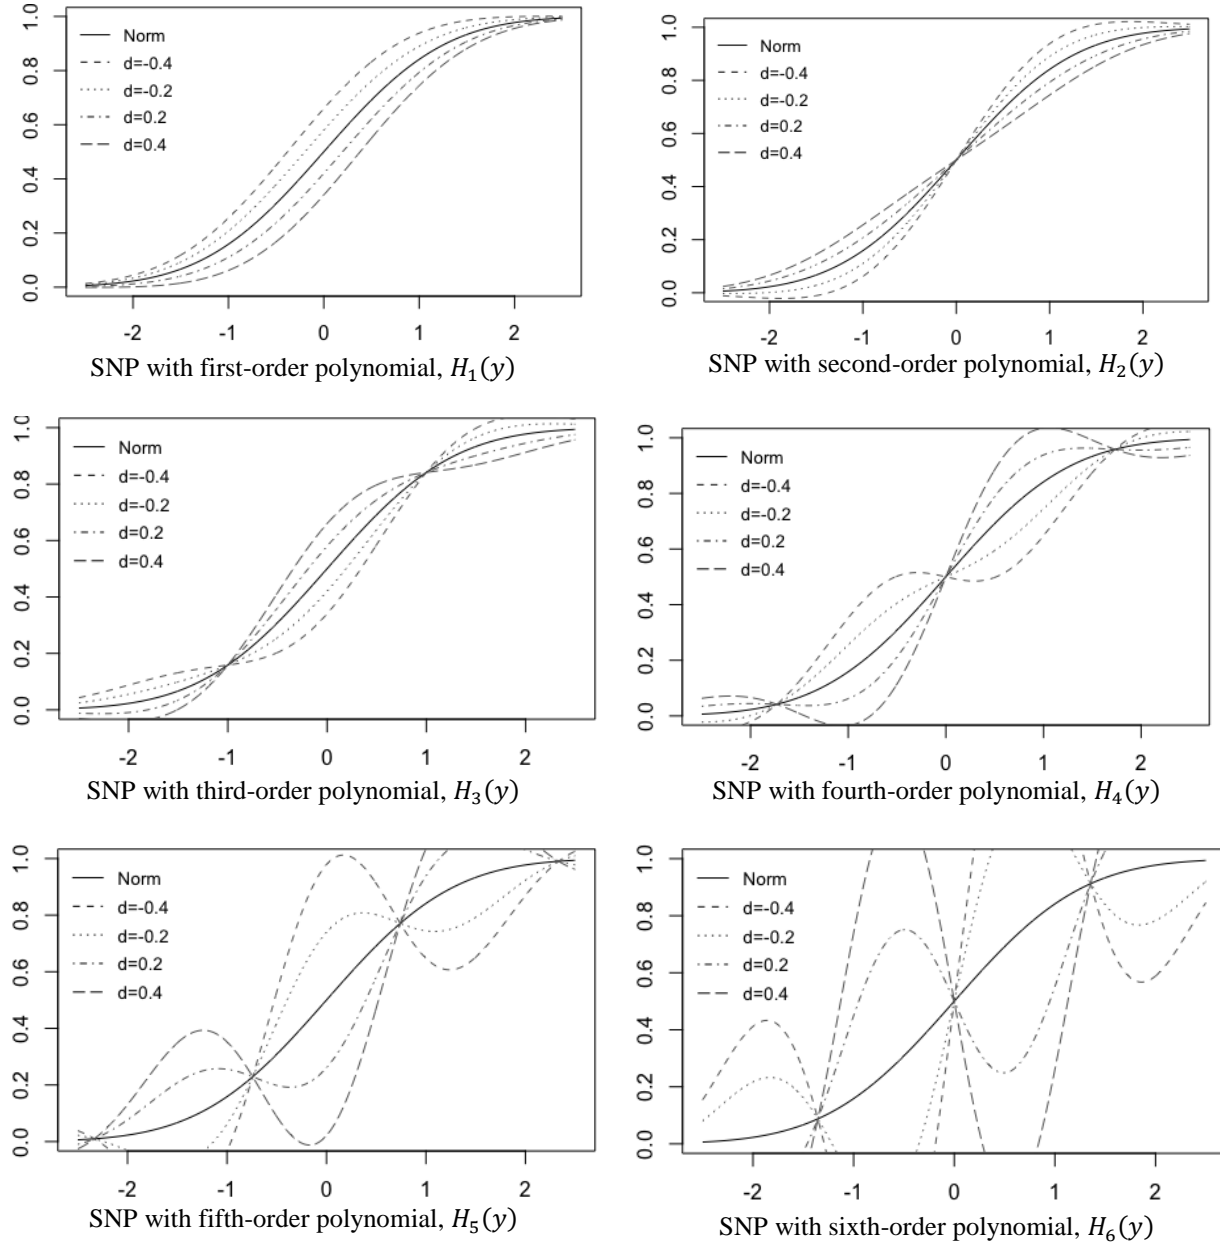 1.0
0.8
0.6
0.4
0.2
0.0
Norm
d=-0.4
d=-0.2
d=0.2
d=0.4
-2 -1 0 1 2
SNP with first-order polynomial, H₁(y)
1.0
0.8
0.6
0.4
0.2
0.0
Norm
d=-0.4
d=-0.2
d=0.2
d=0.4
-2 -1 0 1 2
SNP with second-order polynomial, H₂(y)
1.0
0.8
0.6
0.4
0.2
0.0
Norm
d=-0.4
d=-0.2
d=0.2
d=0.4
-2 -1 0 1 2
SNP with third-order polynomial, H₃(y)
1.0
0.8
0.6
0.4
0.2
0.0
Norm
d=-0.4
d=-0.2
d=0.2
d=0.4
-2 -1 0 1 2
SNP with fourth-order polynomial, H₄(y)
1.0
0.8
0.6
0.4
0.2
0.0
Norm
d=-0.4
d=-0.2
d=0.2
d=0.4
-2 -1 0 1 2
SNP with fifth-order polynomial, H₅(y)
1.0
0.8
0.6
0.4
0.2
0.0
Norm
d=-0.4
d=-0.2
d=0.2
d=0.4
-2 -1 0 1 2
SNP with sixth-order polynomial, H₆(y)